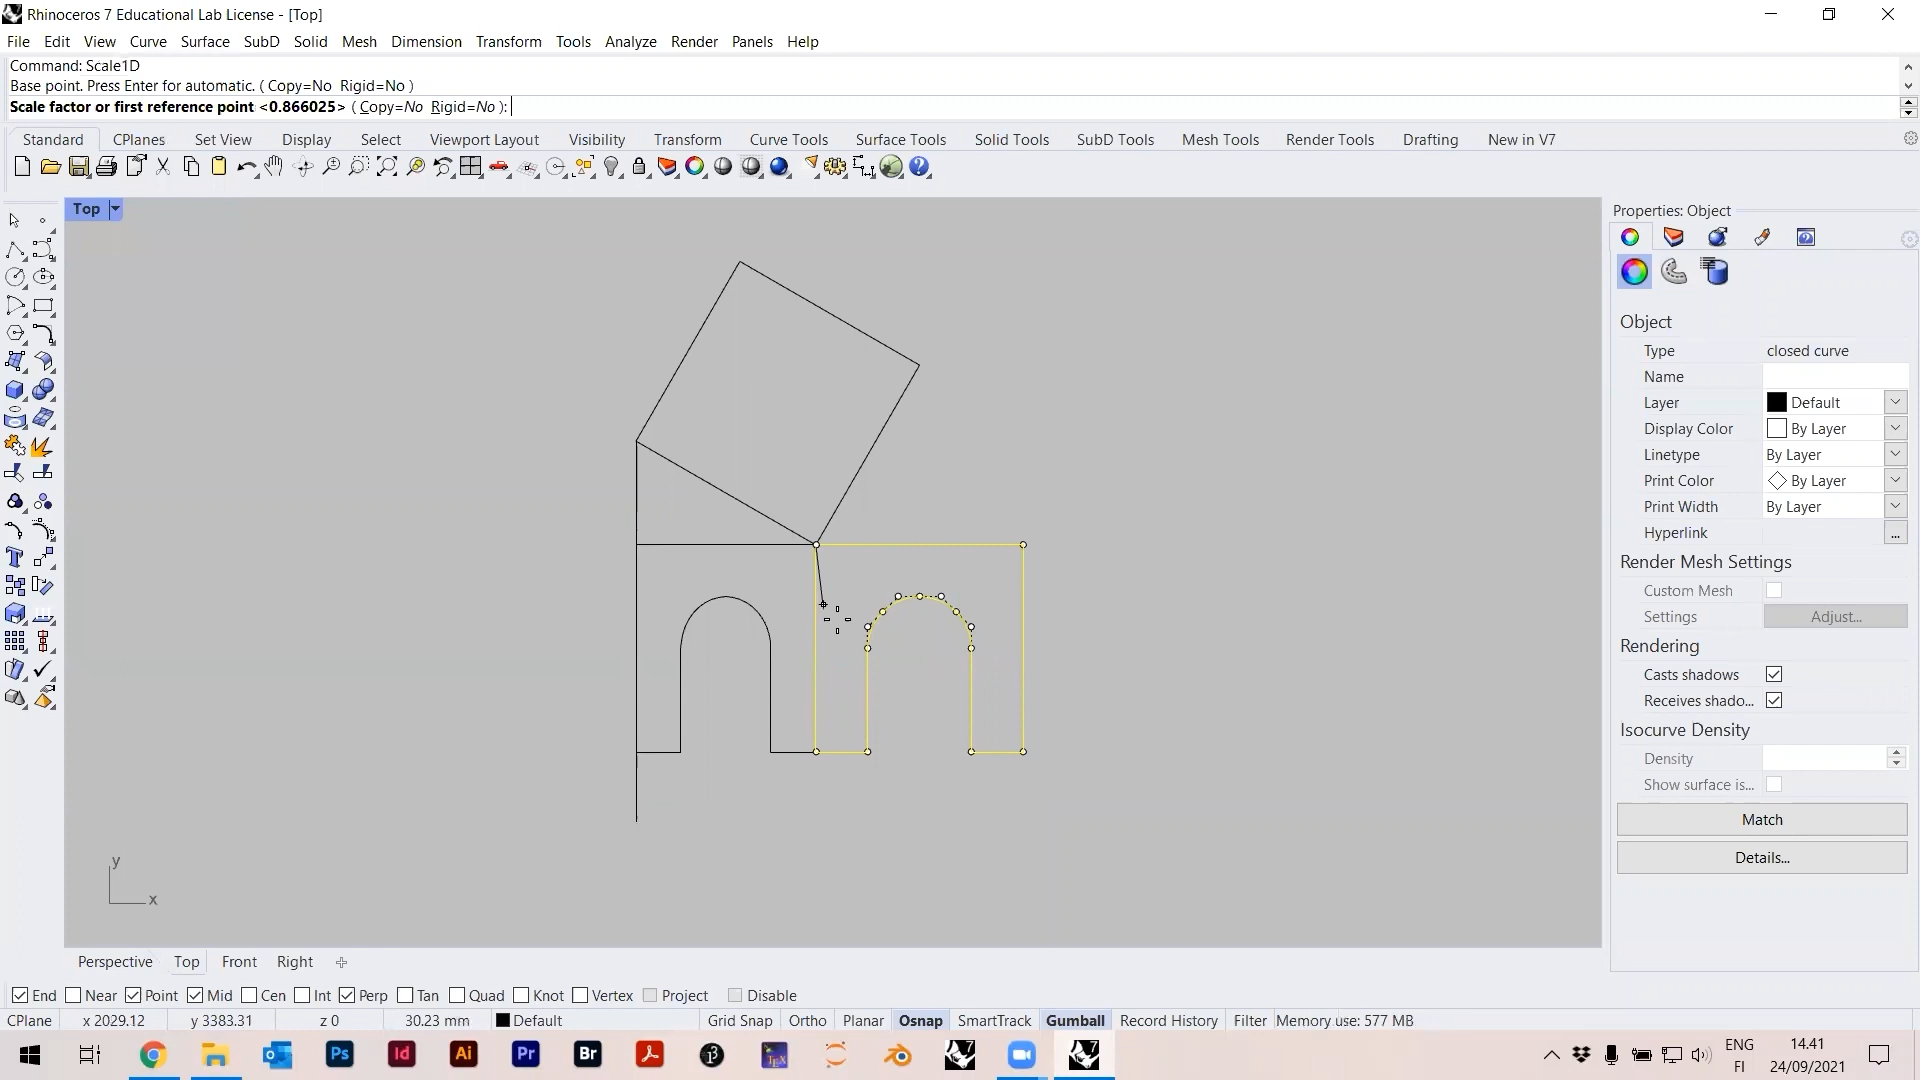 Rhinoceros 7 Educational Lab License - [Top]
File Edit View Curve Surface SubD Solid Mesh Dimension Transform Tools Analyze Render Panels Help
Command: Scale1D
Base point. Press Enter for automatic. ( Copy=No Rigid=No )
Scale factor or first reference point <0.866025> ( Copy=No Rigid=No ):
Standard CPlanes Set View Display Select Viewport Layout Visibility Transform Curve Tools Surface Tools Solid Tools SubD Tools Mesh Tools Render Tools Drafting New in V7
Top
Properties: Object
Object
Type closed curve
Name
Layer Default
Display Color By Layer
Linetype By Layer
Print Color By Layer
Print Width By Layer
Hyperlink ...
Render Mesh Settings
Custom Mesh
Settings Adjust...
Rendering
Casts shadows
Receives shado...
Isocurve Density
Density
Show surface is...
Match
Details...
y
x
Perspective Top Front Right
End Near Point Mid Cen Int Perp Tan Quad Knot Vertex Project Disable
CPlane x 2029.12 y 3383.31 z 0 30.23 mm Default Grid Snap Ortho Planar Osnap SmartTrack Gumball Record History Filter Memory use: 577 MB
Ps Id Ai Pr Br
ENG
FI
14.41
24/09/2021